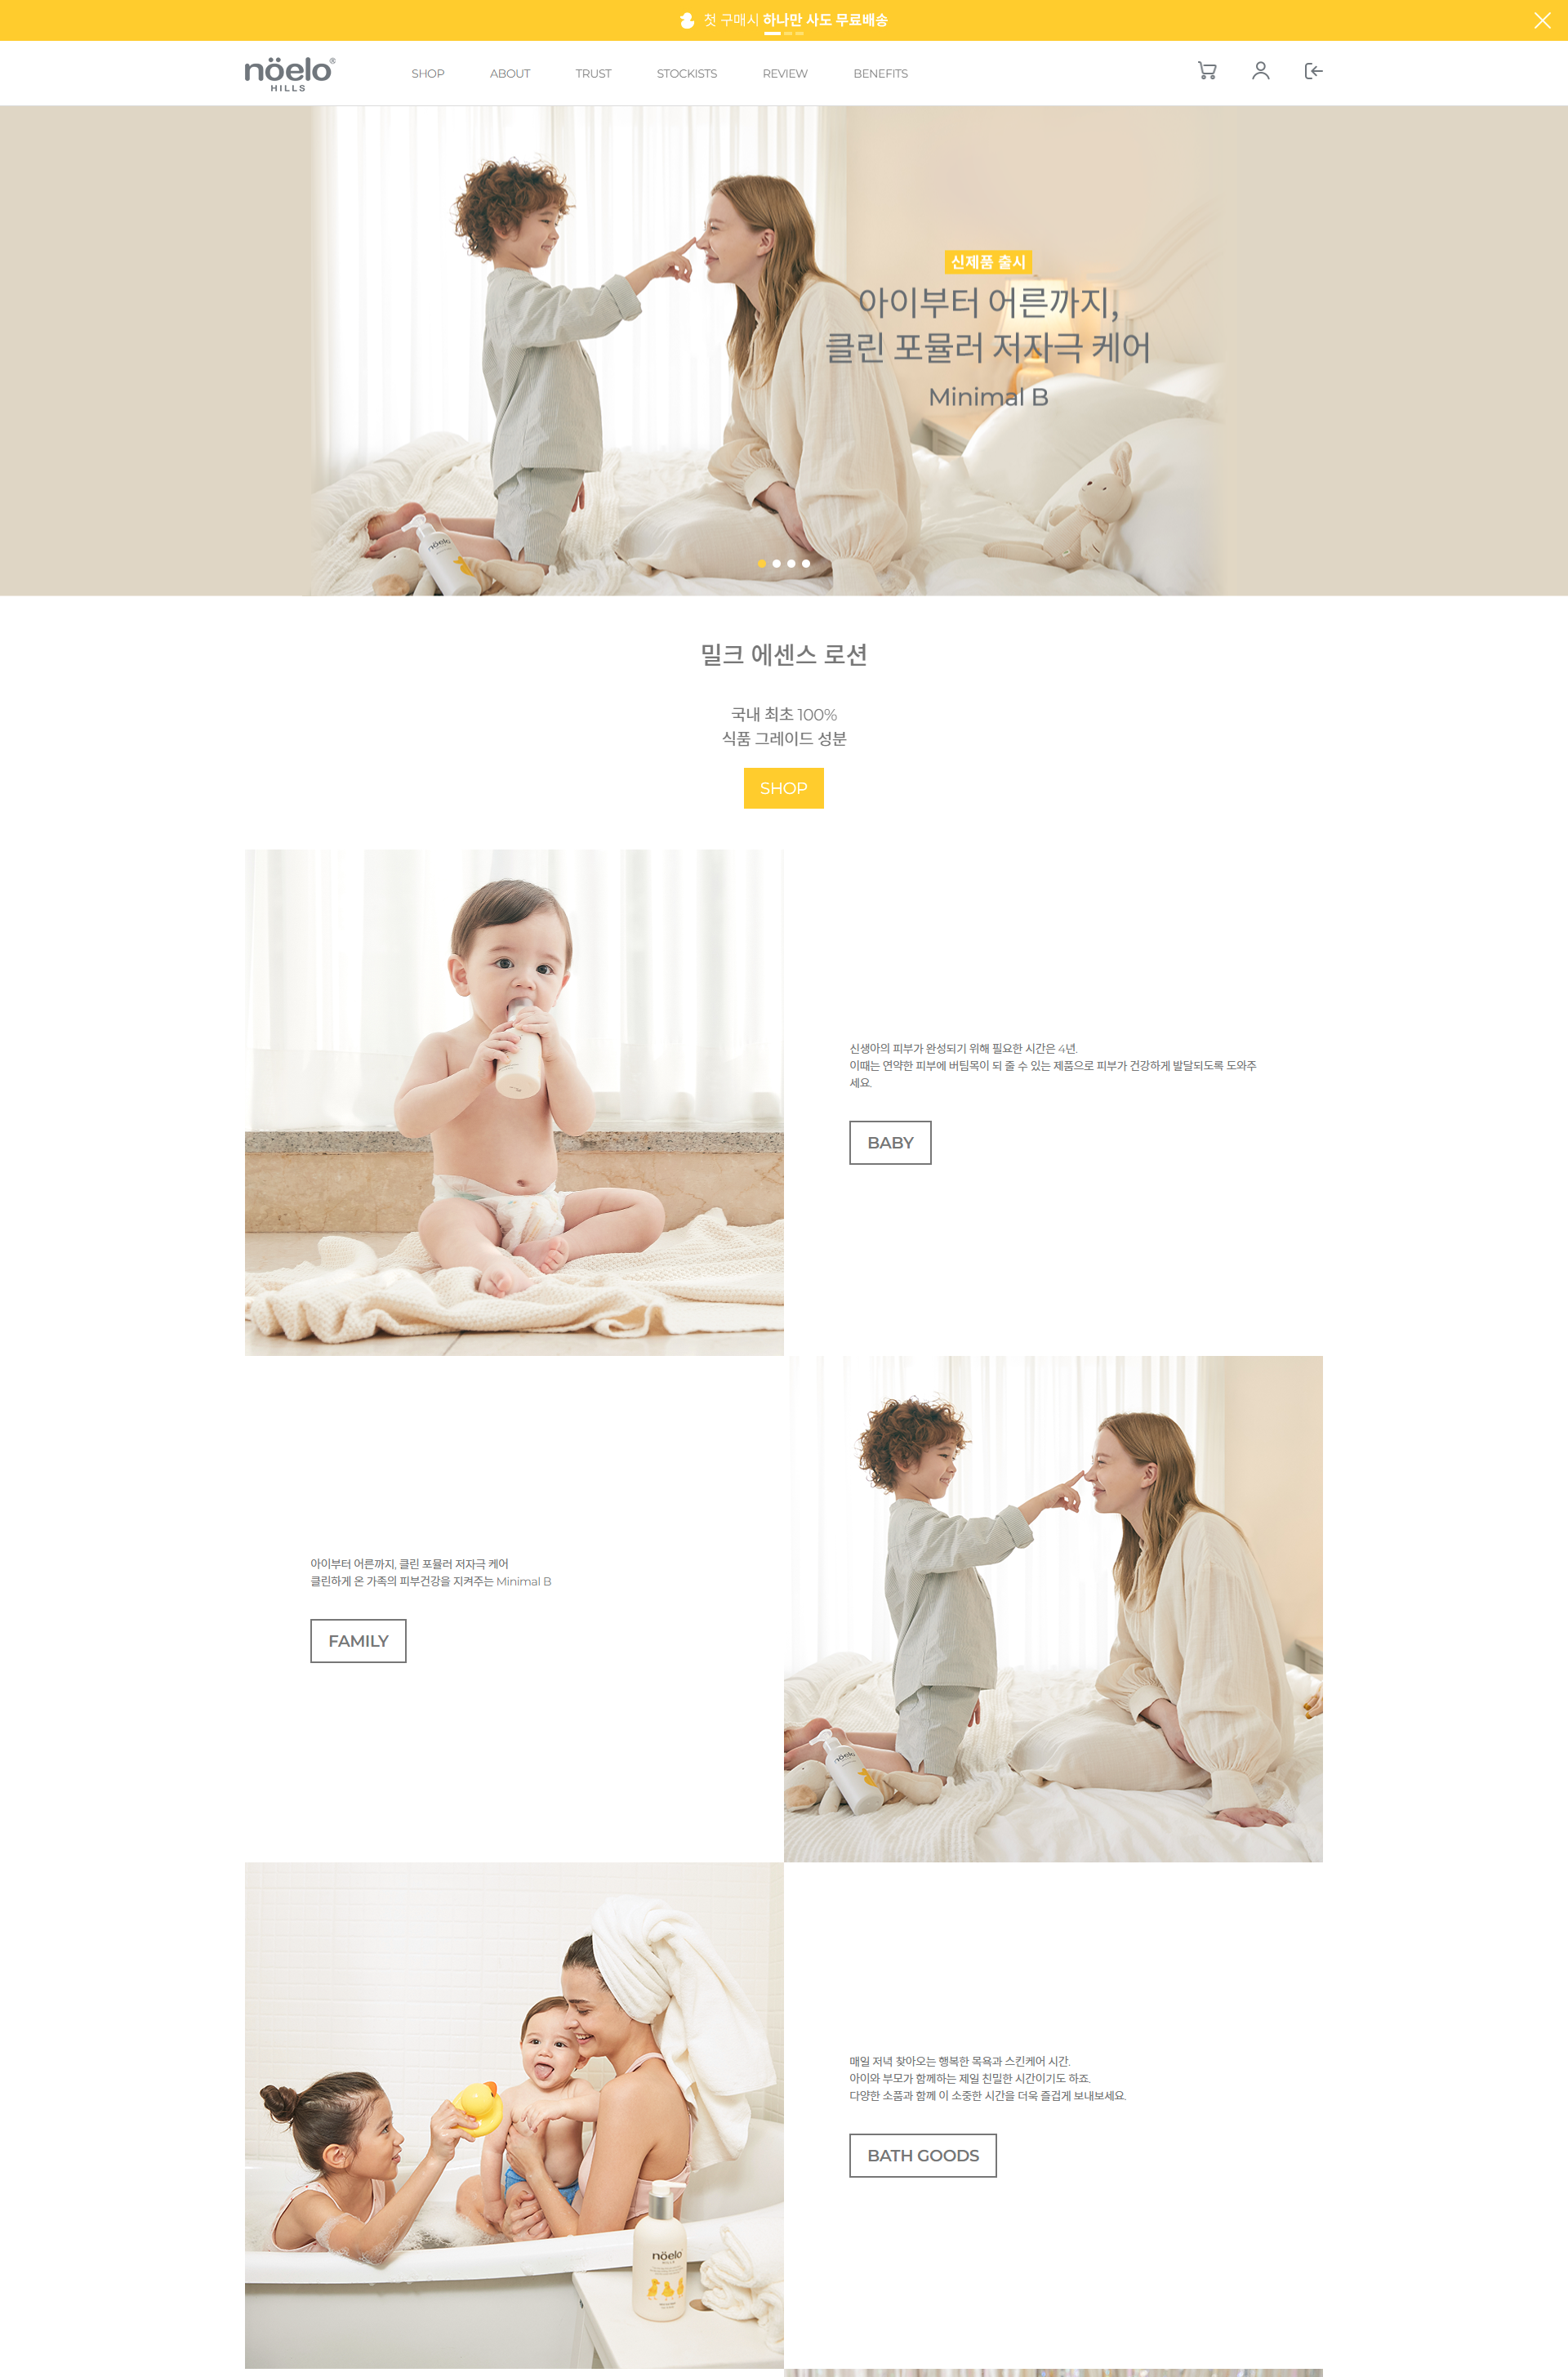 첫 구매시 하나만 사도 무료배송
nöelo®
HILLS
SHOP
ABOUT
TRUST
STOCKISTS
REVIEW
BENEFITS
신제품 출시
아이부터 어른까지,
클린 포뮬러 저자극 케어
Minimal B
nöelo
밀크 에센스 로션
국내 최초 100%
식품 그레이드 성분
SHOP
신생아의 피부가 완성되기 위해 필요한 시간은 4년.
이때는 연약한 피부에 버팀목이 되 줄 수 있는 제품으로 피부가 건강하게 발달되도록 도와주
세요.
BABY
아이부터 어른까지, 클린 포뮬러 저자극 케어
클린하게 온 가족의 피부건강을 지켜주는 Minimal B
FAMILY
nöelo
매일 저녁 찾아오는 행복한 목욕과 스킨케어 시간.
아이와 부모가 함께하는 제일 친밀한 시간이기도 하죠.
다양한 소품과 함께 이 소중한 시간을 더욱 즐겁게 보내보세요.
BATH GOODS
nöelo
HILLS